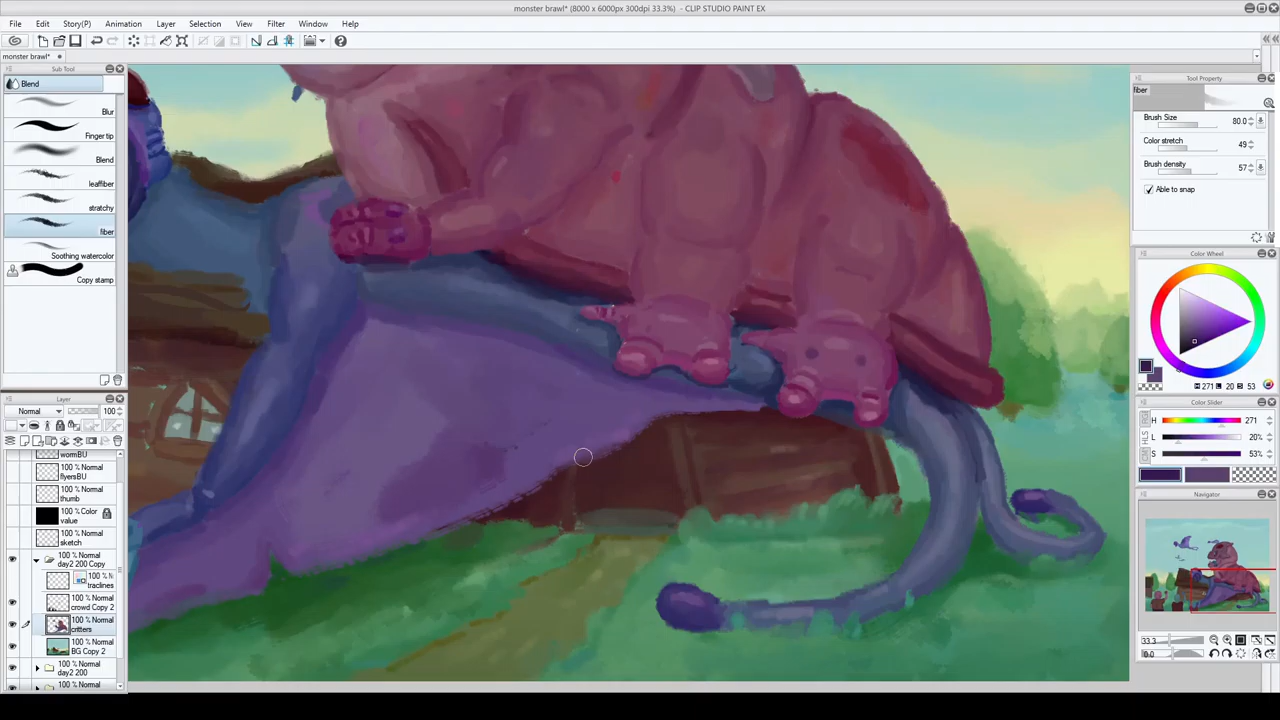 monster brawl* (8000 x 6000px 300dpi 33.3%) - CLIP STUDIO PAINT EX
File Edit Story(P) Animation Layer Selection View Filter Window Help
monster brawl*
Sub Tool
Blend
Blur
Finger tip
Blend
leaffiber
stratchy
fiber
Soothing watercolor
Copy stamp
Layer
Normal 100
wornBU
100 % Normal
flyersBU
100 % Normal
thumb
100 % Color
value
100 % Normal
sketch
100 % Normal
day2 200 Copy
100 % N
traclines
100 % Normal
crowd Copy 2
100 % Normal
critters
100 % Normal
BG Copy 2
100 % Normal
day2 200
100 % Normal
Tool Property
fiber
Brush Size 80.0
Color stretch 49
Brush density 57
Able to snap
Color Wheel
H 271 L 20 S 53
Color Slider
HLS
H 271
L 20%
S 53%
Navigator
33.3
0.0